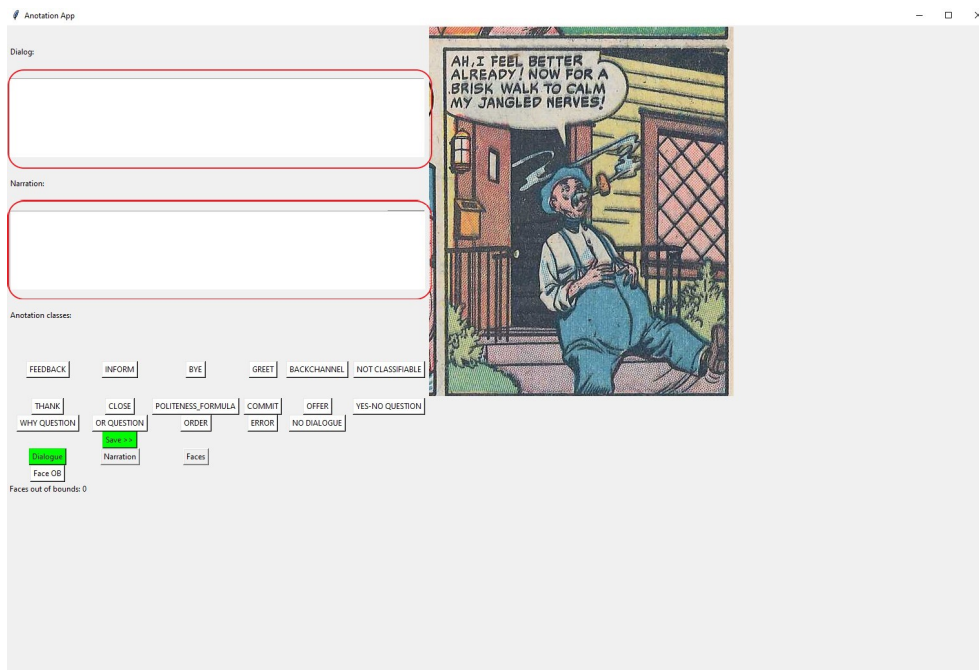 Anotation App
Dialog:
Narration:
Anotation classes:
FEEDBACK INFORM BYE GREET BACKCHANNEL NOT CLASSIFIABLE
THANK CLOSE POLITENESS_FORMULA COMMIT OFFER YES-NO QUESTION
WHY QUESTION OR QUESTION ORDER ERROR NO DIALOGUE
Save >>
Dialogue Narration Faces
Face OB
Faces out of bounds: 0
AH, I FEEL BETTER
ALREADY! NOW FOR A
BRISK WALK TO CALM
MY JANGLED NERVES!